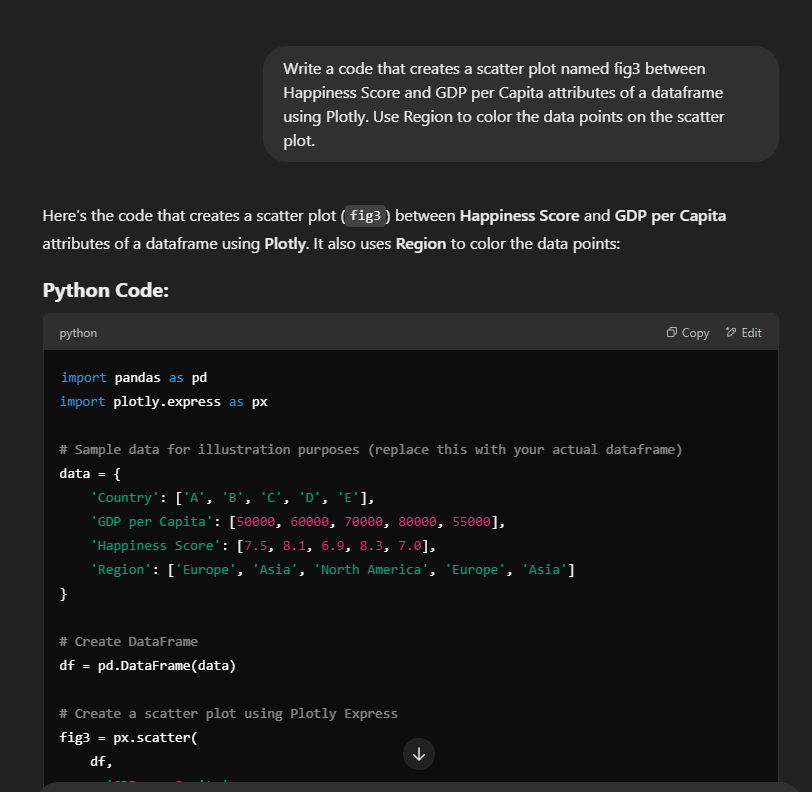 Write a code that creates a scatter plot named fig3 between
Happiness Score and GDP per Capita attributes of a dataframe
using Plotly. Use Region to color the data points on the scatter
plot.
Here's the code that creates a scatter plot (fig3) between Happiness Score and GDP per Capita
attributes of a dataframe using Plotly. It also uses Region to color the data points:
Python Code:
python Copy Edit
import pandas as pd
import plotly.express as px
# Sample data for illustration purposes (replace this with your actual dataframe)
data = {
    'Country': ['A', 'B', 'C', 'D', 'E'],
    'GDP per Capita': [50000, 60000, 70000, 80000, 55000],
    'Happiness Score': [7.5, 8.1, 6.9, 8.3, 7.0],
    'Region': ['Europe', 'Asia', 'North America', 'Europe', 'Asia']
}
# Create DataFrame
df = pd.DataFrame(data)
# Create a scatter plot using Plotly Express
fig3 = px.scatter(
    df,